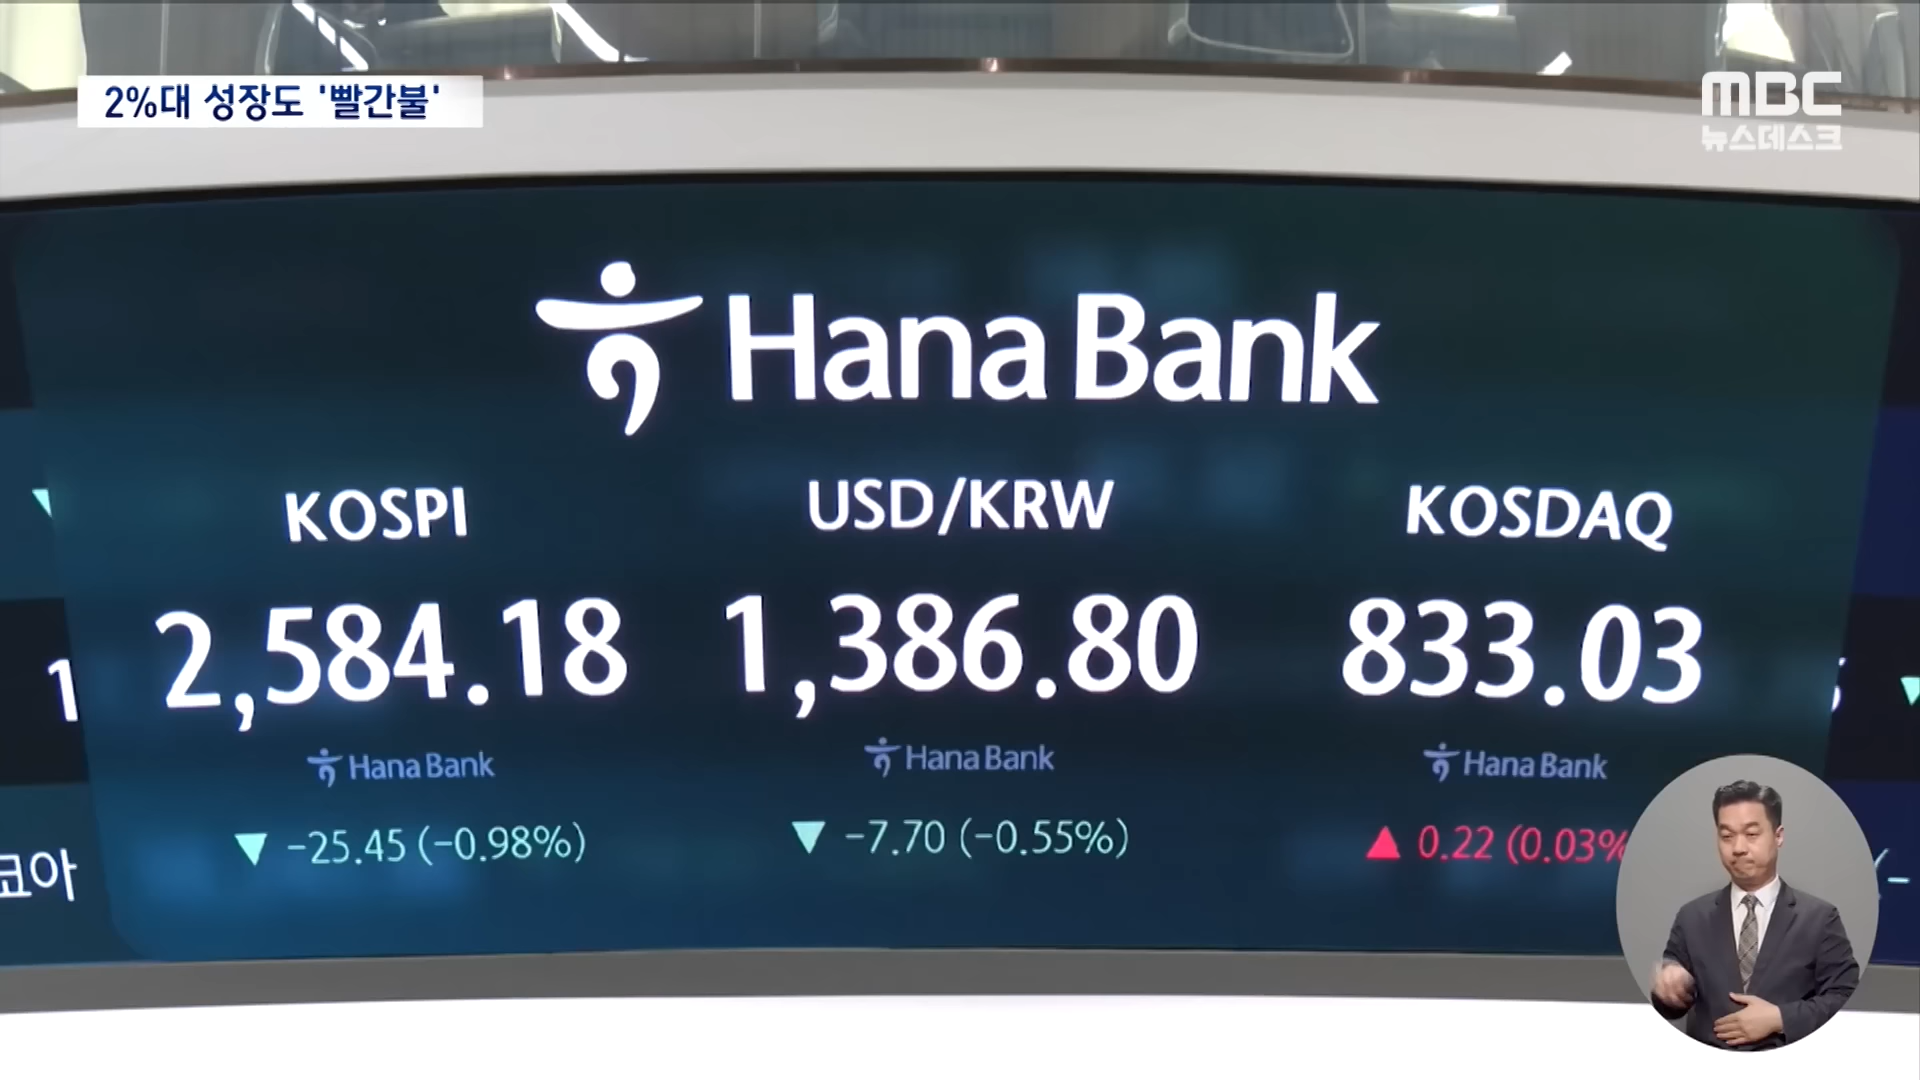 2%대 성장도 '빨간불'
MBC
뉴스데스크
Hana Bank
KOSPI
USD/KRW
KOSDAQ
2,584.18
1,386.80
833.03
Hana Bank
Hana Bank
Hana Bank
▼ -25.45 (-0.98%)
▼ -7.70 (-0.55%)
▲ 0.22 (0.03%
코아